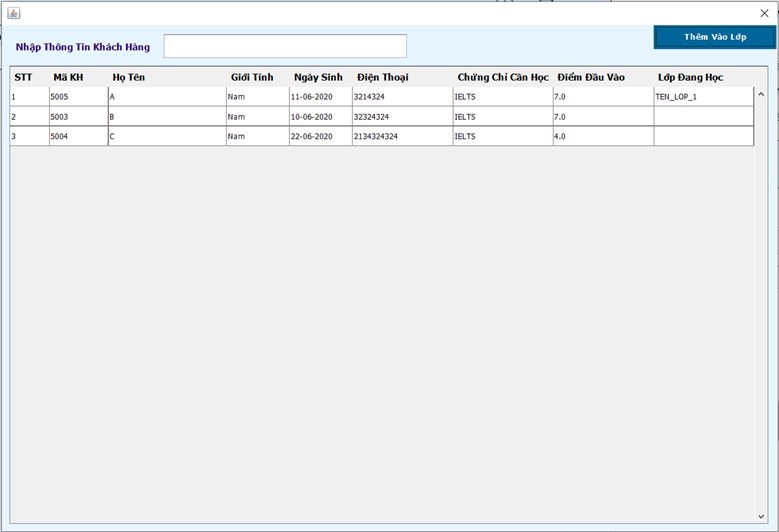 Thêm Vào Lớp
Nhập Thông Tin Khách Hàng
STT Mã KH Họ Tên Giới Tính Ngày Sinh Điện Thoại Chứng Chỉ Cần Học Điểm Đầu Vào Lớp Đang Học
1 5005 A Nam 11-06-2020 3214324 IELTS 7.0 TEN_LOP_1
2 5003 B Nam 10-06-2020 32324324 IELTS 7.0
3 5004 C Nam 22-06-2020 2134324324 IELTS 4.0